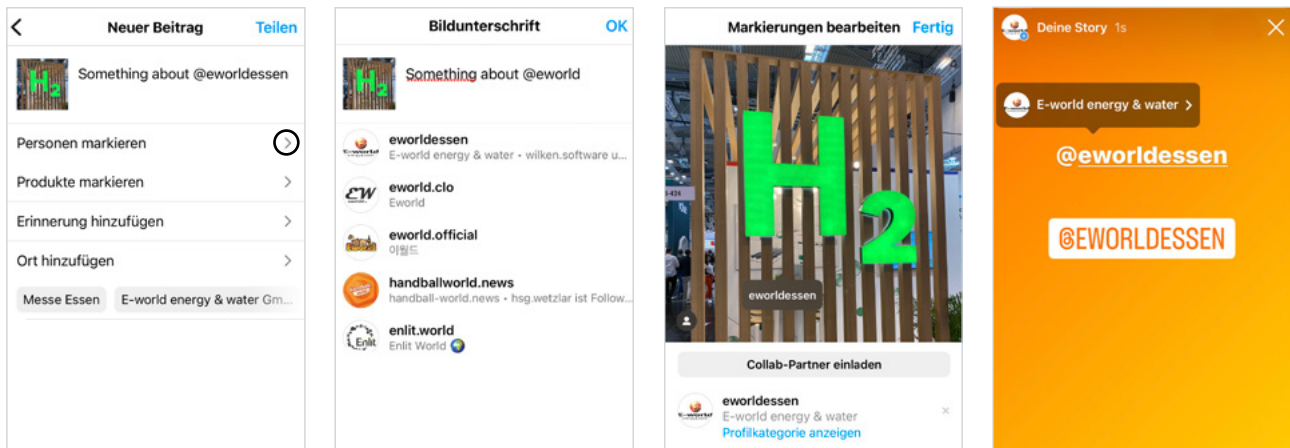 Neuer Beitrag
Teilen
Something about @eworldessen
Personen markieren
Produkte markieren
Erinnerung hinzufügen
Ort hinzufügen
Messe Essen
E-world energy & water Gm...
Bildunterschrift
OK
Something about @eworld
eworldessen
E-world energy & water • wilken.software u...
EW
eworld.clo
Eworld
eworld.official
이월드
handballworld.news
handball-world.news • hsg.wetzlar ist Follow...
Enlit
enlit.world
Enlit World
Markierungen bearbeiten
Fertig
H2
eworldessen
Collab-Partner einladen
eworldessen
E-world energy & water
Profilkategorie anzeigen
Deine Story 1s
E-world energy & water
@eworldessen
@EWORLDESSEN